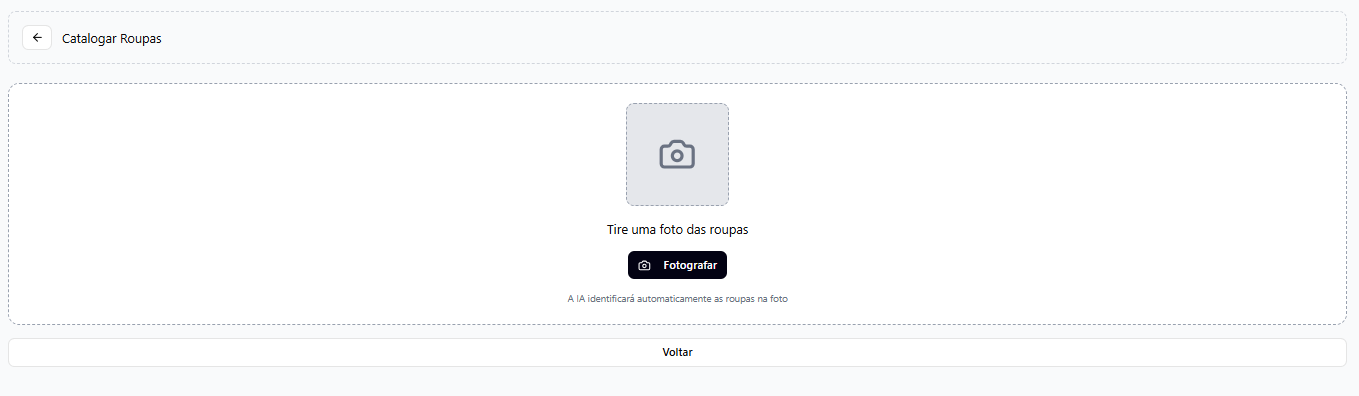 Catalogar Roupas
Tire uma foto das roupas
Fotografar
A IA identificará automaticamente as roupas na foto
Voltar